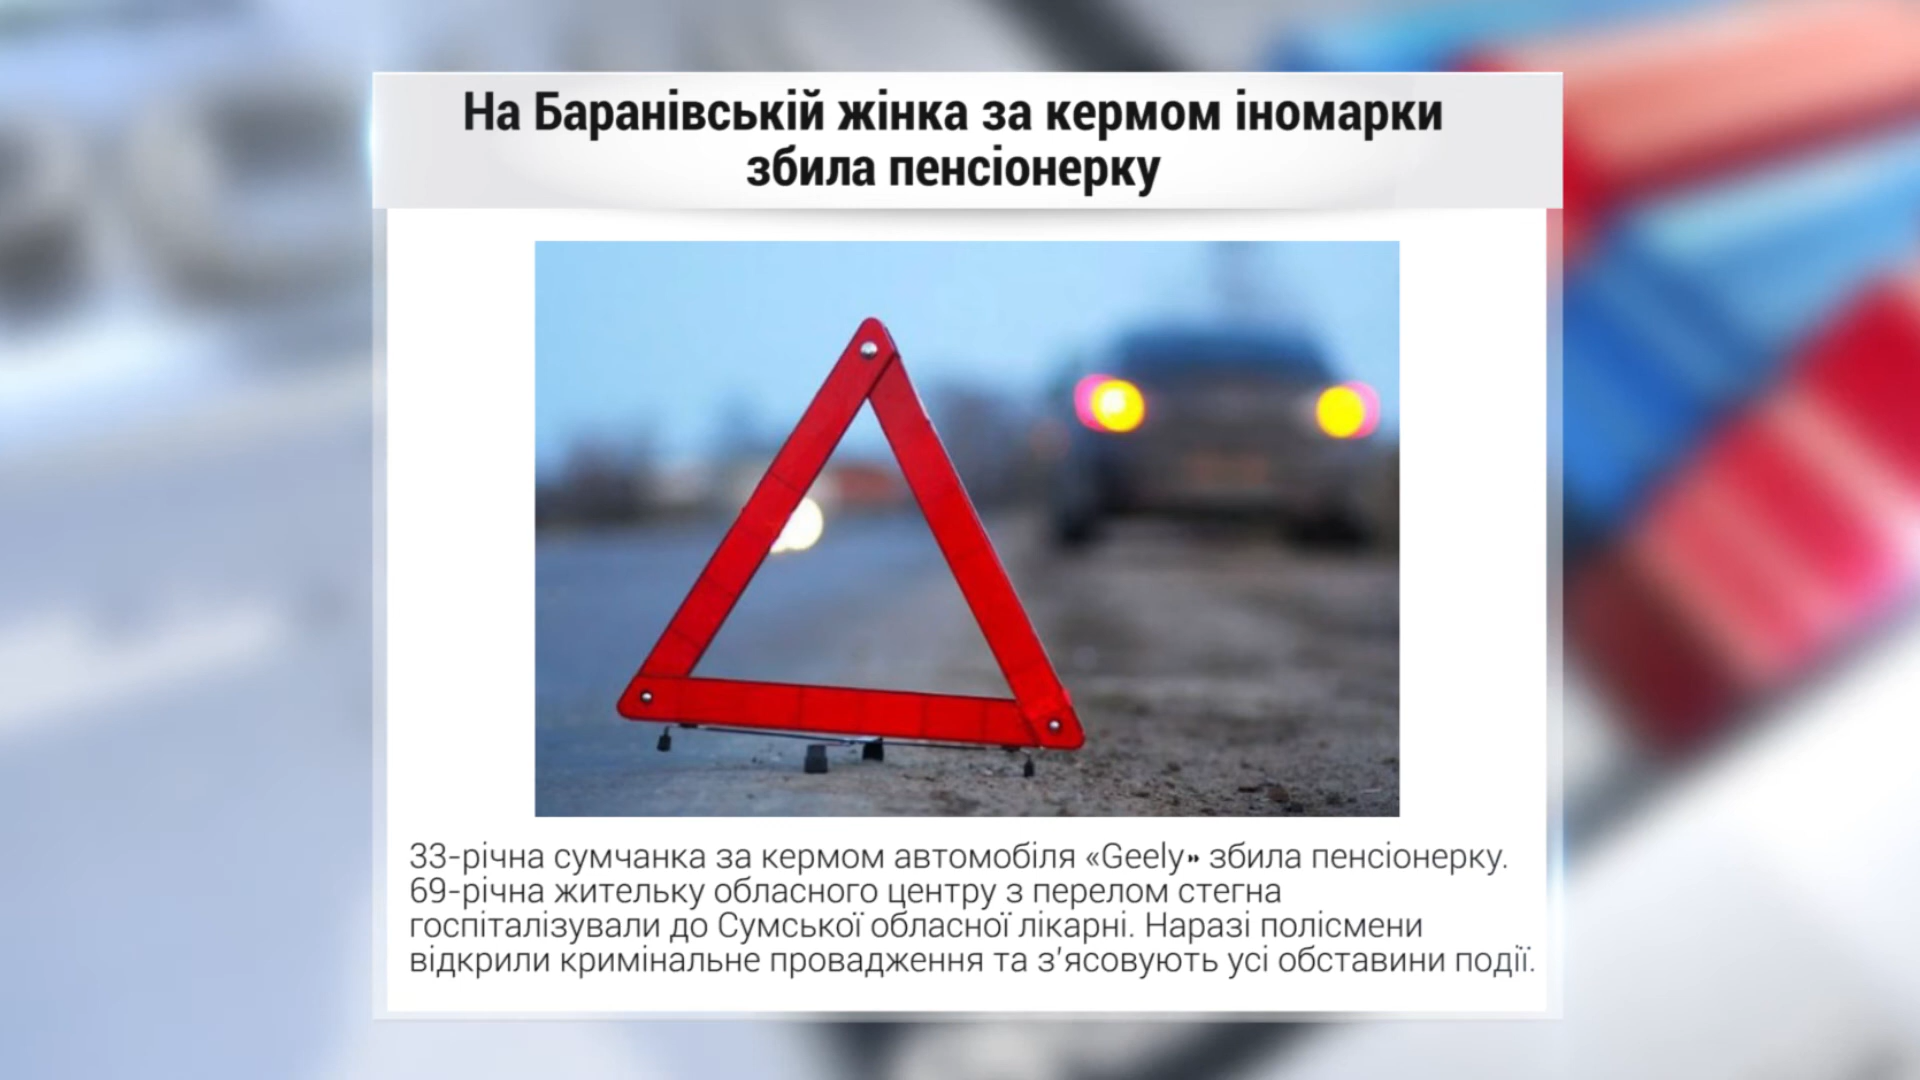 На Баранівській жінка за кермом іномарки
збила пенсіонерку
33-річна сумчанка за кермом автомобіля «Geely» збила пенсіонерку.
69-річна жительку обласного центру з перелом стегна
госпіталізували до Сумської обласної лікарні. Наразі полісмени
відкрили кримінальне провадження та з'ясовують усі обставини події.